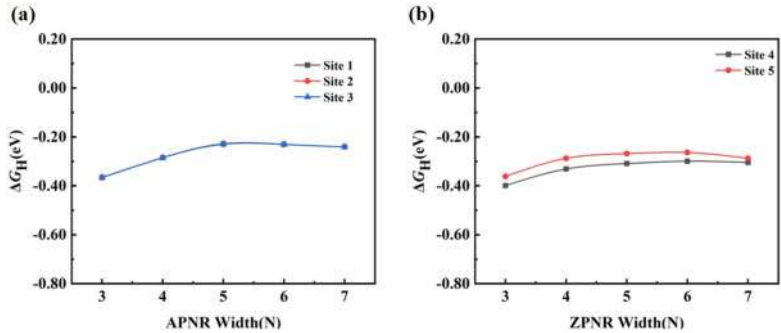 (a)
0.20
0.00
-0.20
-0.40
-0.60
-0.80
ΔG_H(eV)
Site 1
Site 2
Site 3
3 4 5 6 7
APNR Width(N)
(b)
0.20
0.00
-0.20
-0.40
-0.60
-0.80
ΔG_H(eV)
Site 4
Site 5
3 4 5 6 7
ZPNR Width(N)